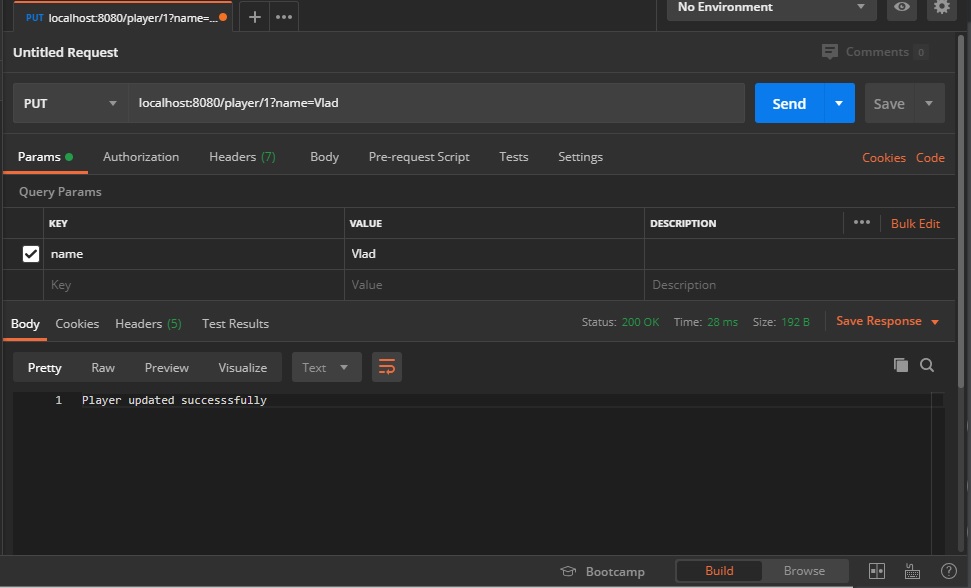 PUT localhost:8080/player/1?name=... + ••• No Environment
Untitled Request Comments 0
PUT localhost:8080/player/1?name=Vlad Send Save
Params Authorization Headers (7) Body Pre-request Script Tests Settings Cookies Code
Query Params
KEY VALUE DESCRIPTION ••• Bulk Edit
name Vlad
Key Value Description
Body Cookies Headers (5) Test Results Status: 200 OK Time: 28 ms Size: 192 B Save Response
Pretty Raw Preview Visualize Text
1 Player updated successsfully
Bootcamp Build Browse ?